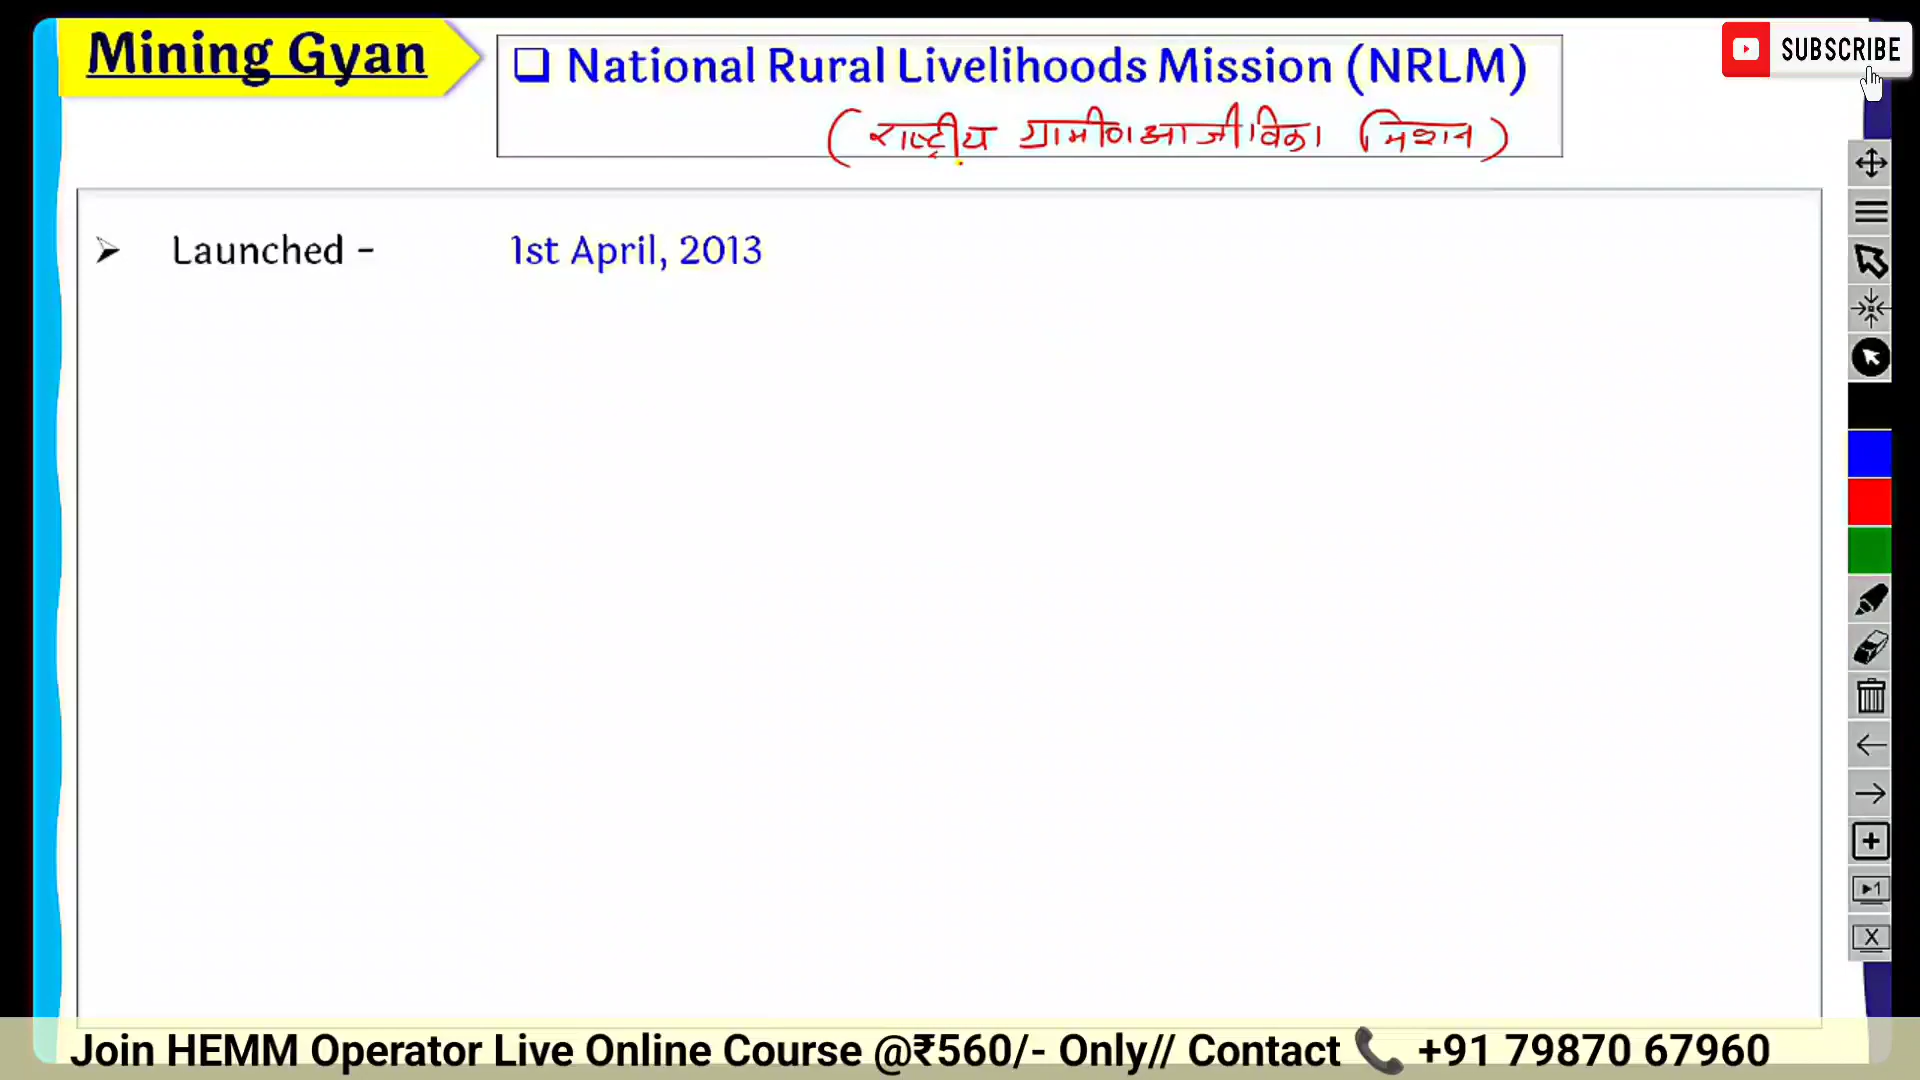 Mining Gyan
❑ National Rural Livelihoods Mission (NRLM)
(राष्ट्रीय ग्रामीण आजीविका मिशन)
SUBSCRIBE
➢ Launched – 1st April, 2013
Join HEMM Operator Live Online Course @₹560/- Only// Contact 📞 +91 79870 67960